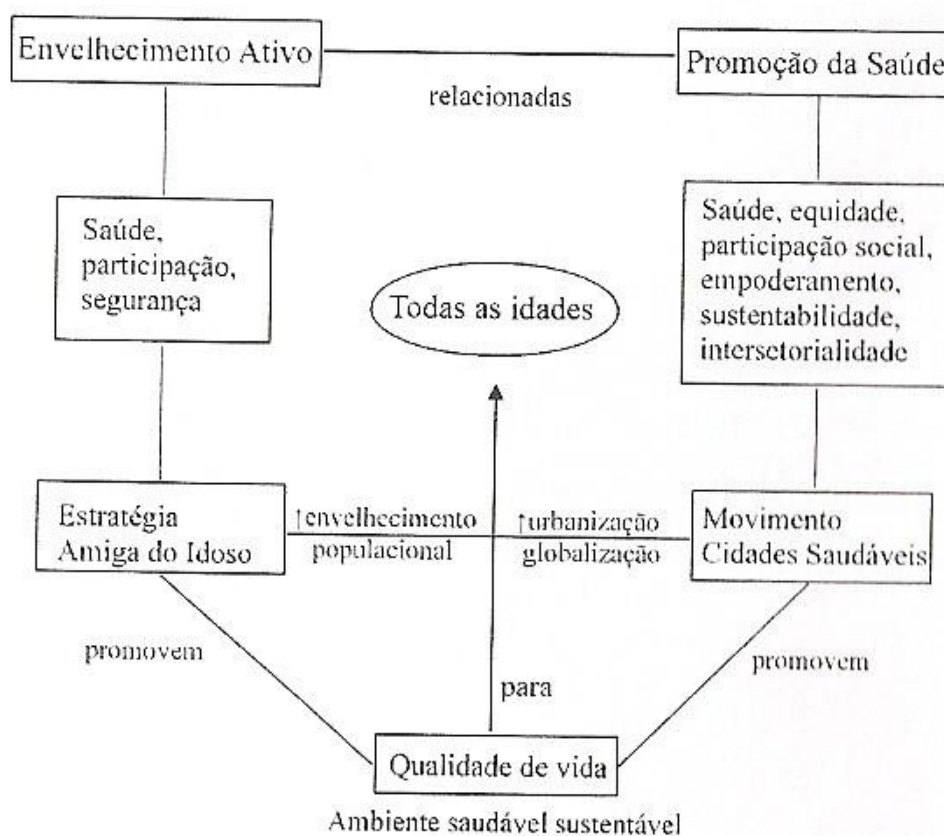 Envelhecimento Ativo
Promoção da Saúde
relacionadas
Saúde,
participação,
segurança
Saúde, equidade,
participação social,
empoderamento,
sustentabilidade,
intersetorialidade
Todas as idades
Estratégia
Amiga do Idoso
↑envelhecimento
populacional
↑urbanização
globalização
Movimento
Cidades Saudáveis
promovem
promovem
para
Qualidade de vida
Ambiente saudável sustentável